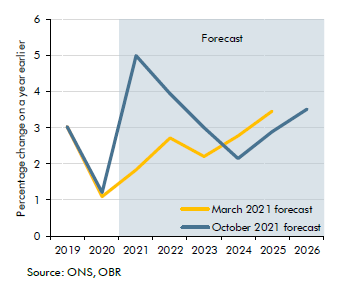 Percentage change on a year earlier
6
5
4
3
2
1
0
Forecast
March 2021 forecast
October 2021 forecast
2019 2020 2021 2022 2023 2024 2025 2026
Source: ONS, OBR